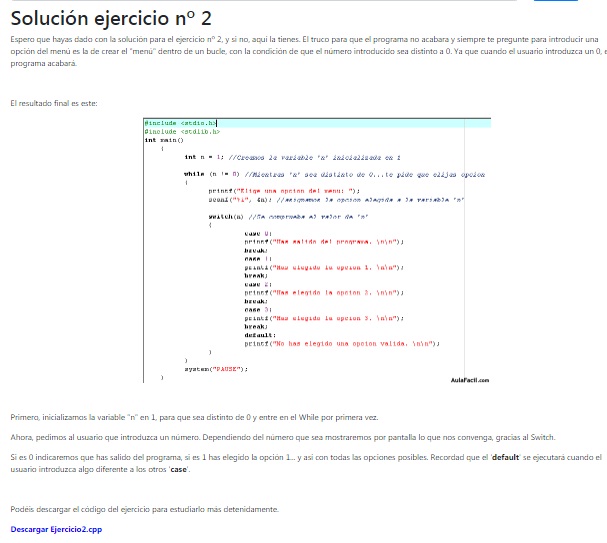 Solución ejercicio nº 2
Espero que hayas dado con la solución para el ejercicio nº 2, y si no, aquí la tienes. El truco para que el programa no acabara y siempre te pregunte para introducir una
opción del menú es la de crear el "menú" dentro de un bucle, con la condición de que el número introducido sea distinto a 0. Ya que cuando el usuario introduzca un 0, e
programa acabará.
El resultado final es este:
#include <stdio.h>
#include <stdlib.h>
int main()
{
int n = 1; //Creamos la variable 'n' inicializada en 1
while (n != 0) //Mientras 'n' sea distinto de 0...te pide que elijas opcion
{
printf("Elige una opcion del menu: ");
scanf("%i", &n); //asignamos la opcion elegida a la variable 'n'
switch(n) //Se comprueba el valor de 'n'
{
case 0:
printf("Has salido del programa. \n\n");
break;
case 1:
printf("Has elegido la opcion 1. \n\n");
break;
case 2:
printf("Has elegido la opcion 2. \n\n");
break;
case 3:
printf("Has elegido la opcion 3. \n\n");
break;
default:
printf("No has elegido una opcion valida. \n\n");
}
}
system("PAUSE");
}
AulaFacil.com
Primero, inicializamos la variable "n" en 1, para que sea distinto de 0 y entre en el While por primera vez.
Ahora, pedimos al usuario que introduzca un número. Dependiendo del número que sea mostraremos por pantalla lo que nos convenga, gracias al Switch.
Si es 0 indicaremos que has salido del programa, si es 1 has elegido la opción 1... y así con todas las opciones posibles. Recordad que el 'default' se ejecutará cuando el
usuario introduzca algo diferente a los otros 'case'.
Podéis descargar el código del ejercicio para estudiarlo más detenidamente.
Descargar Ejercicio2.cpp